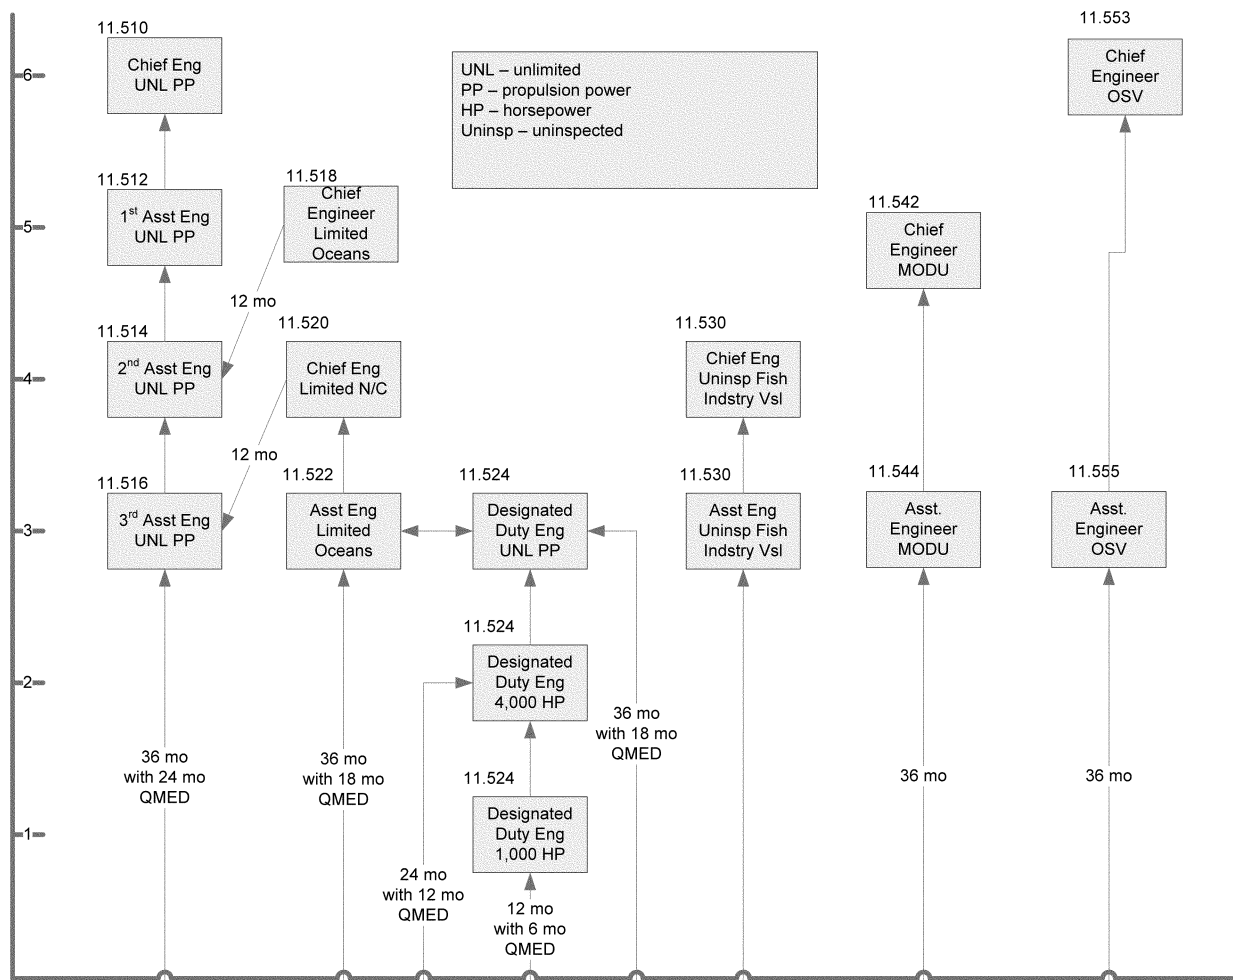 11.510
Chief Eng
UNL PP
UNL – unlimited
PP – propulsion power
HP – horsepower
Uninsp – uninspected
11.553
Chief
Engineer
OSV
6
11.512
1st Asst Eng
UNL PP
11.518
Chief
Engineer
Limited
Oceans
5
11.542
Chief
Engineer
MODU
12 mo
11.514
2nd Asst Eng
UNL PP
11.520
Chief Eng
Limited N/C
11.530
Chief Eng
Uninsp Fish
Indstry Vsl
4
12 mo
11.516
3rd Asst Eng
UNL PP
11.522
Asst Eng
Limited
Oceans
11.524
Designated
Duty Eng
UNL PP
11.530
Asst Eng
Uninsp Fish
Indstry Vsl
11.544
Asst.
Engineer
MODU
11.555
Asst.
Engineer
OSV
3
11.524
Designated
Duty Eng
4,000 HP
2
36 mo
with 18 mo
QMED
36 mo
with 24 mo
QMED
36 mo
with 18 mo
QMED
11.524
Designated
Duty Eng
1,000 HP
36 mo
36 mo
1
24 mo
with 12 mo
QMED
12 mo
with 6 mo
QMED